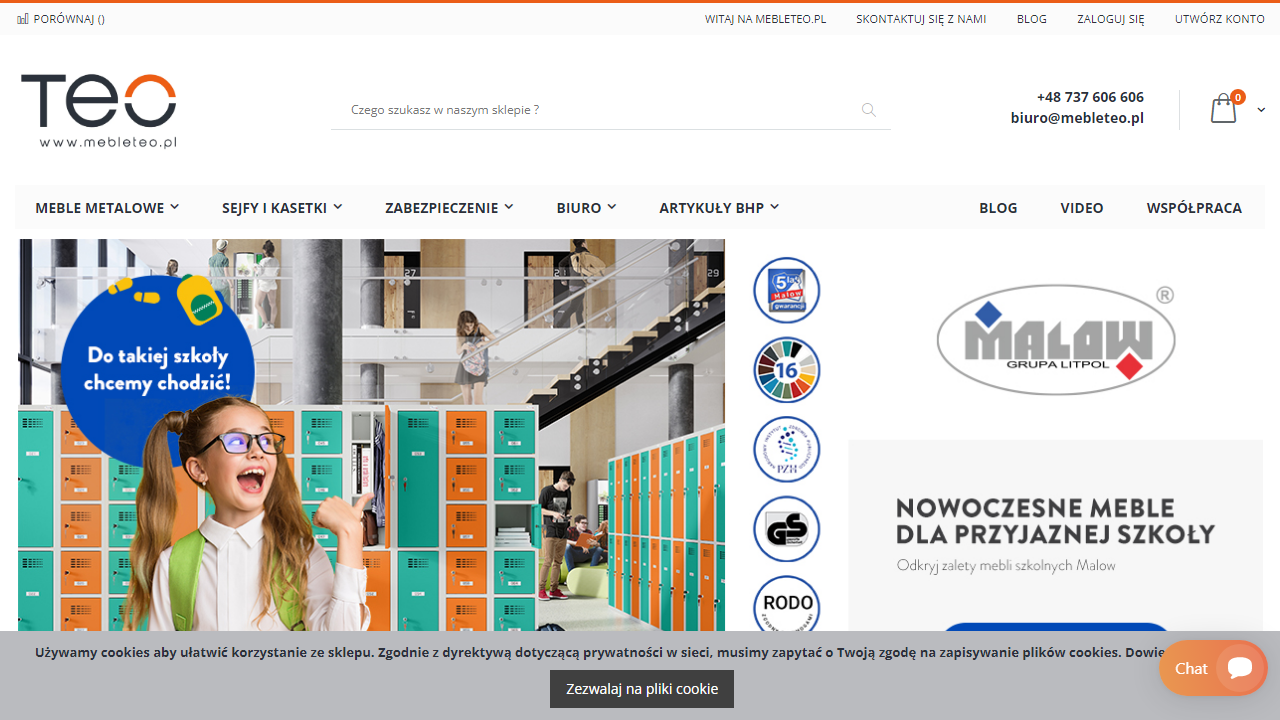 PORÓWNAJ ()
WITAJ NA MEBLETEO.PL
SKONTAKTUJ SIĘ Z NAMI
BLOG
ZALOGUJ SIĘ
UTWÓRZ KONTO
TEO
www.mebleteo.pl
Czego szukasz w naszym sklepie ?
+48 737 606 606
biuro@mebleteo.pl
0
MEBLE METALOWE
SEJFY I KASETKI
ZABEZPIECZENIE
BIURO
ARTYKUŁY BHP
BLOG
VIDEO
WSPÓŁPRACA
27
2
29
Do takiej szkoły
chcemy chodzić!
5 lat
Malow
gwarancji
16
PZH
GS
RODO
MALOW ®
GRUPA LITPOL
NOWOCZESNE MEBLE
DLA PRZYJAZNEJ SZKOŁY
Odkryj zalety mebli szkolnych Malow
Używamy cookies aby ułatwić korzystanie ze sklepu. Zgodnie z dyrektywą dotyczącą prywatności w sieci, musimy zapytać o Twoją zgodę na zapisywanie plików cookies. Dowie
Zezwalaj na pliki cookie
Chat